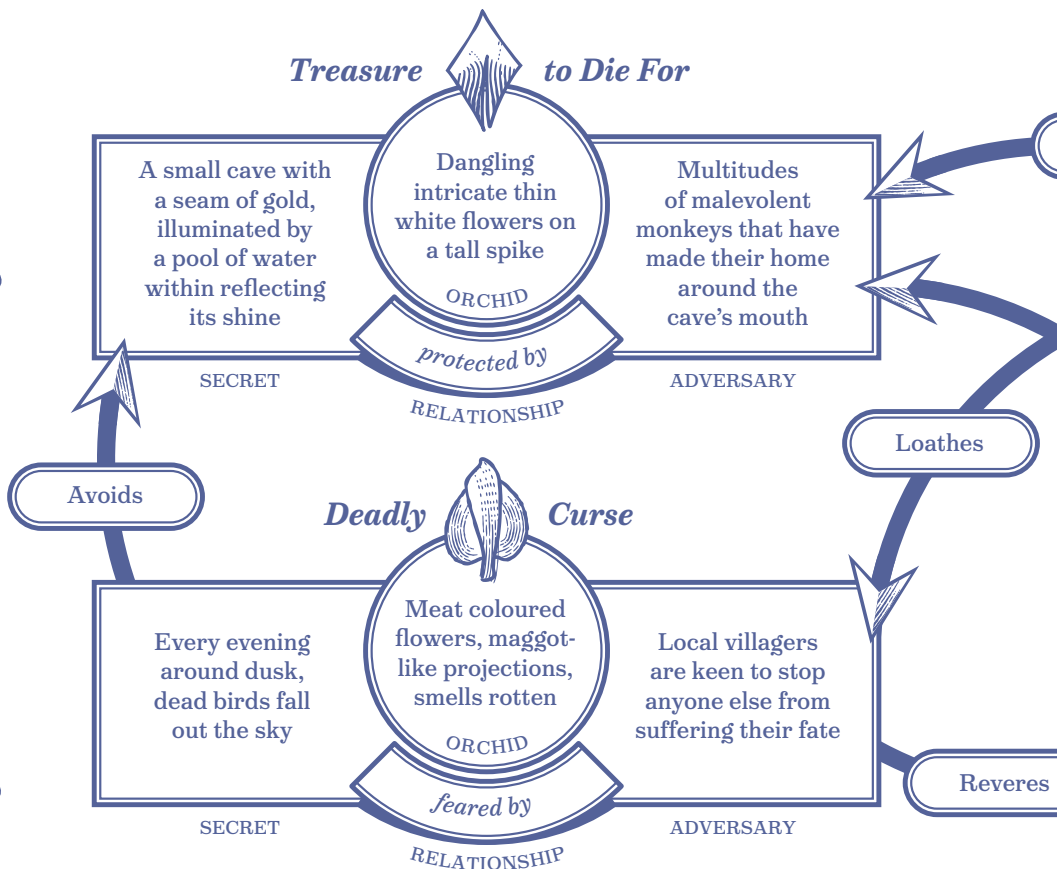 Treasure to Die For
A small cave with
a seam of gold,
illuminated by
a pool of water
within reflecting
its shine
SECRET
Dangling
intricate thin
white flowers on
a tall spike
ORCHID
protected by
RELATIONSHIP
Multitudes
of malevolent
monkeys that have
made their home
around the
cave's mouth
ADVERSARY
Loathes
Avoids
Deadly Curse
Every evening
around dusk,
dead birds fall
out the sky
SECRET
Meat coloured
flowers, maggot-
like projections,
smells rotten
ORCHID
feared by
RELATIONSHIP
Local villagers
are keen to stop
anyone else from
suffering their fate
ADVERSARY
Reveres